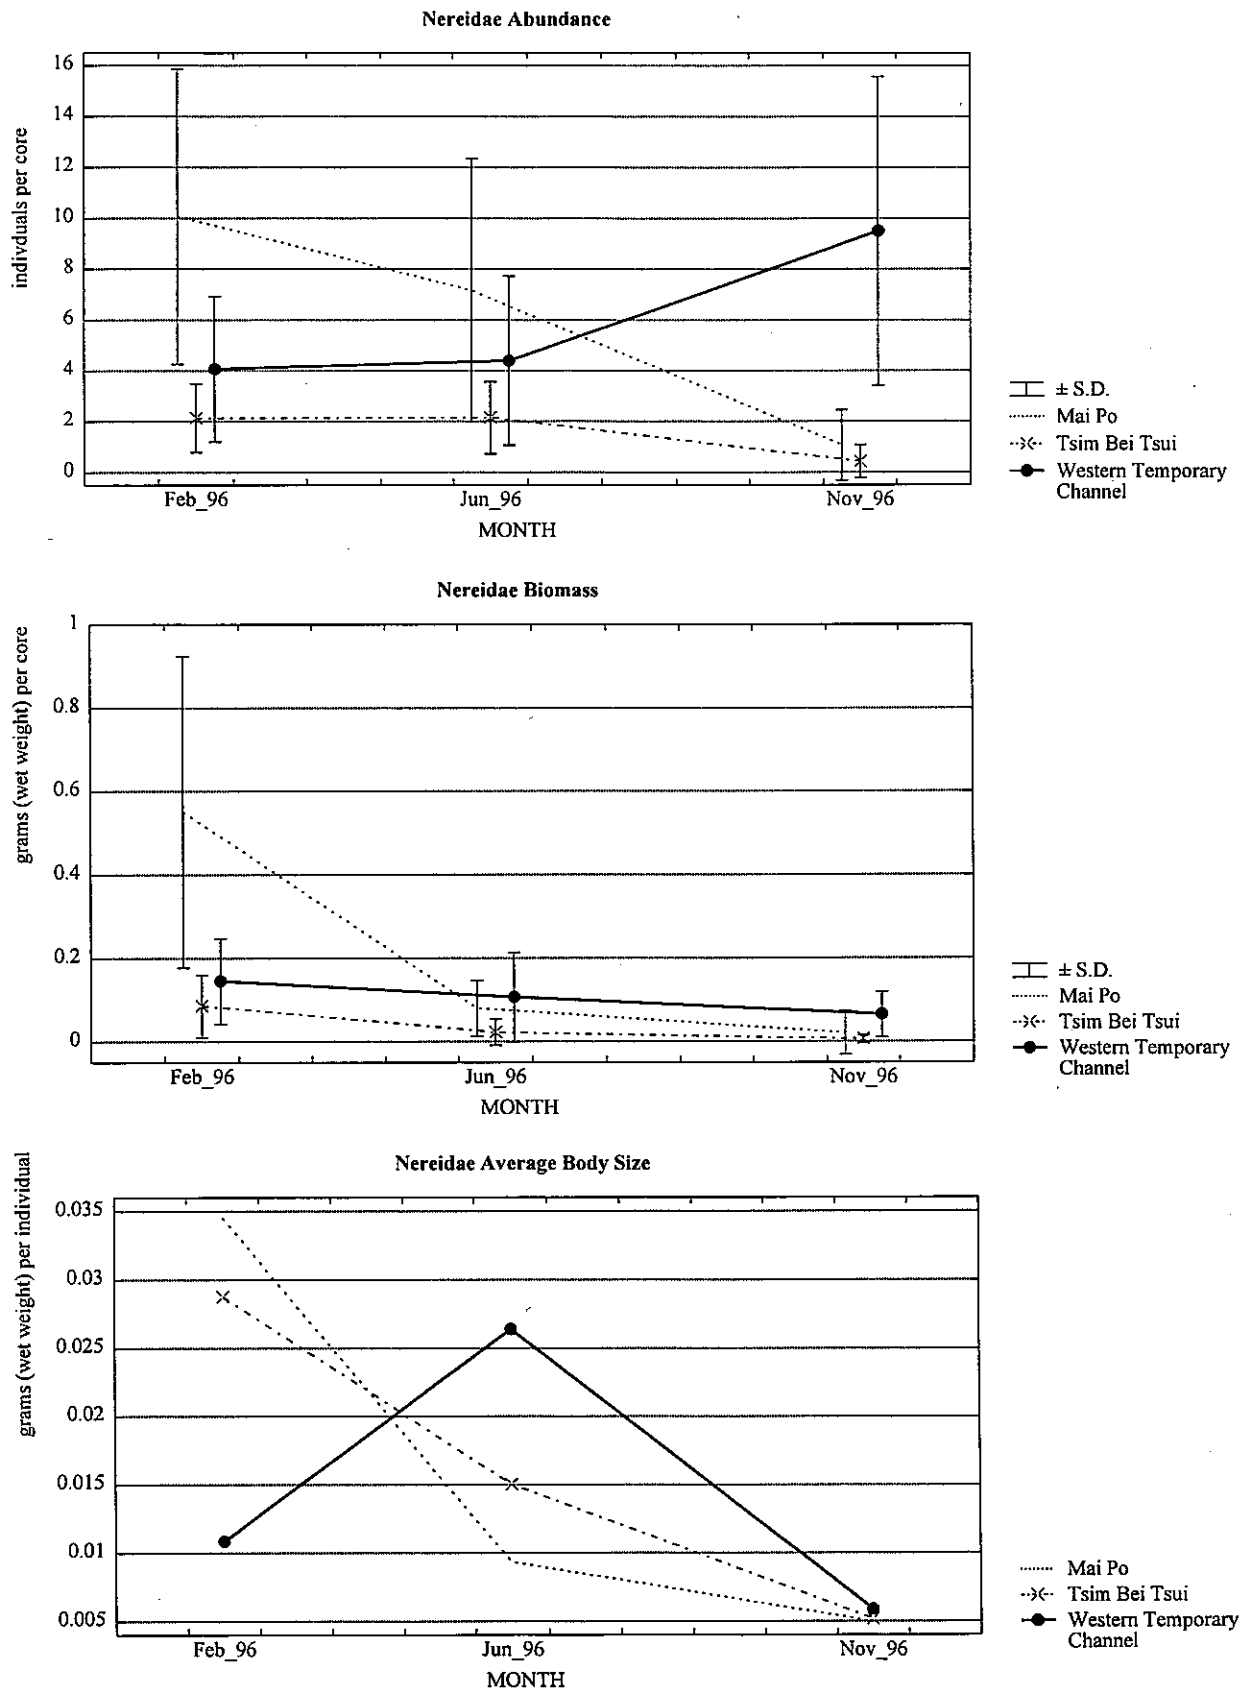 Nereidae Abundance
indivduals per core
16
14
12
10
8
6
4
2
0
Feb_96 Jun_96 Nov_96
MONTH
± S.D.
Mai Po
Tsim Bei Tsui
Western Temporary
Channel
Nereidae Biomass
grams (wet weight) per core
1
0.8
0.6
0.4
0.2
0
Feb_96 Jun_96 Nov_96
MONTH
± S.D.
Mai Po
Tsim Bei Tsui
Western Temporary
Channel
Nereidae Average Body Size
grams (wet weight) per individual
0.035
0.03
0.025
0.02
0.015
0.01
0.005
Feb_96 Jun_96 Nov_96
MONTH
Mai Po
Tsim Bei Tsui
Western Temporary
Channel